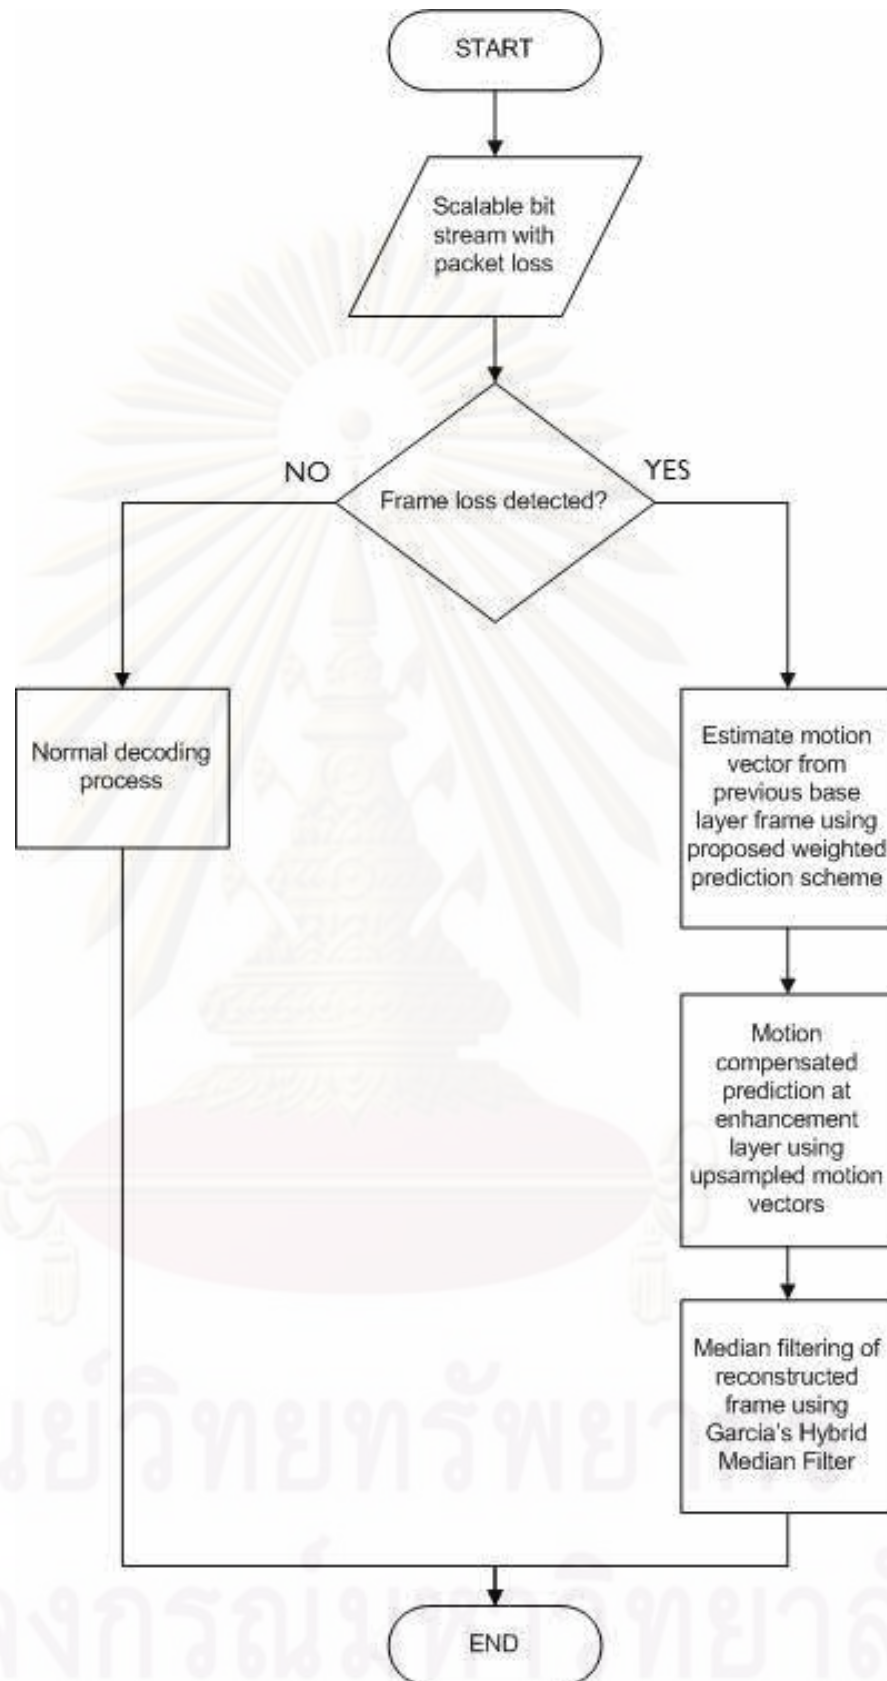 START
Scalable bit
stream with
packet loss
NO
YES
Frame loss detected?
Normal decoding
process
Estimate motion
vector from
previous base
layer frame using
proposed weighted
prediction scheme
Motion
compensated
prediction at
enhancement
layer using
upsampled motion
vectors
Median filtering of
reconstructed
frame using
Garcia's Hybrid
Median Filter
END